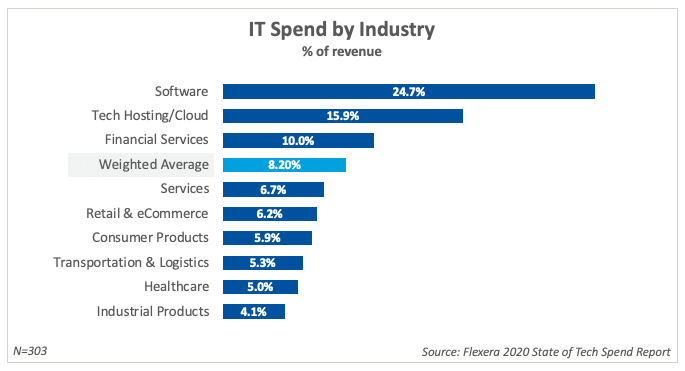 IT Spend by Industry
% of revenue
Software 24.7%
Tech Hosting/Cloud 15.9%
Financial Services 10.0%
Weighted Average 8.20%
Services 6.7%
Retail & eCommerce 6.2%
Consumer Products 5.9%
Transportation & Logistics 5.3%
Healthcare 5.0%
Industrial Products 4.1%
N=303 Source: Flexera 2020 State of Tech Spend Report